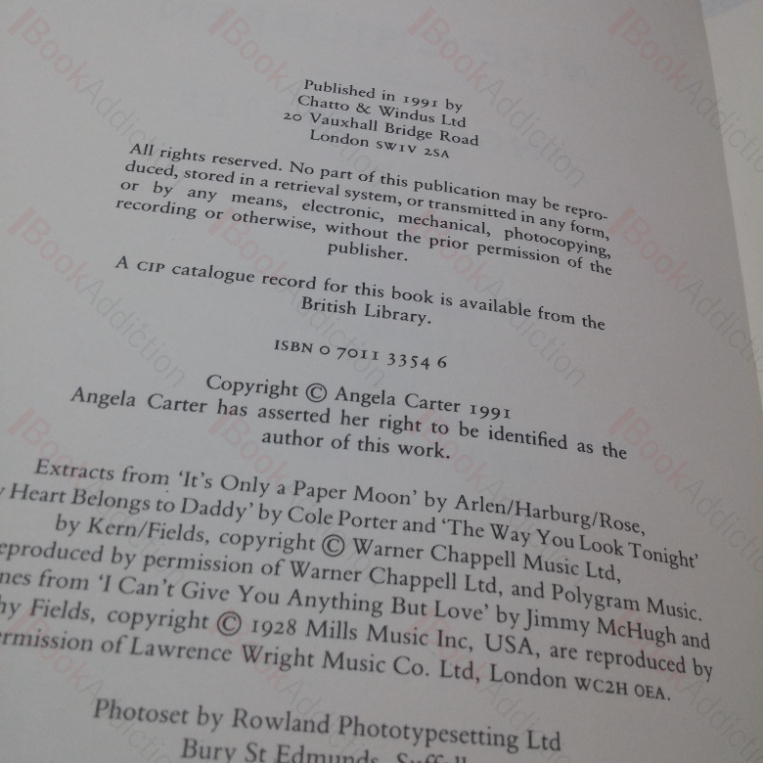 Published in 1991 by
Chatto & Windus Ltd
20 Vauxhall Bridge Road
London SW1V 2SA
All rights reserved. No part of this publication may be repro-
duced, stored in a retrieval system, or transmitted in any form,
or by any means, electronic, mechanical, photocopying,
recording or otherwise, without the prior permission of the
publisher.
A CIP catalogue record for this book is available from the
British Library.
ISBN 0 7011 3354 6
Copyright © Angela Carter 1991
Angela Carter has asserted her right to be identified as the
author of this work.
Extracts from ‘It's Only a Paper Moon’ by Arlen/Harburg/Rose,
y Heart Belongs to Daddy’ by Cole Porter and ‘The Way You Look Tonight’
by Kern/Fields, copyright © Warner Chappell Music Ltd,
eproduced by permission of Warner Chappell Ltd, and Polygram Music.
nes from ‘I Can't Give You Anything But Love’ by Jimmy McHugh and
hy Fields, copyright © 1928 Mills Music Inc, USA, are reproduced by
ermission of Lawrence Wright Music Co. Ltd, London WC2H 0EA.
Photoset by Rowland Phototypesetting Ltd
Bury St Edmunds,
BookAddiction